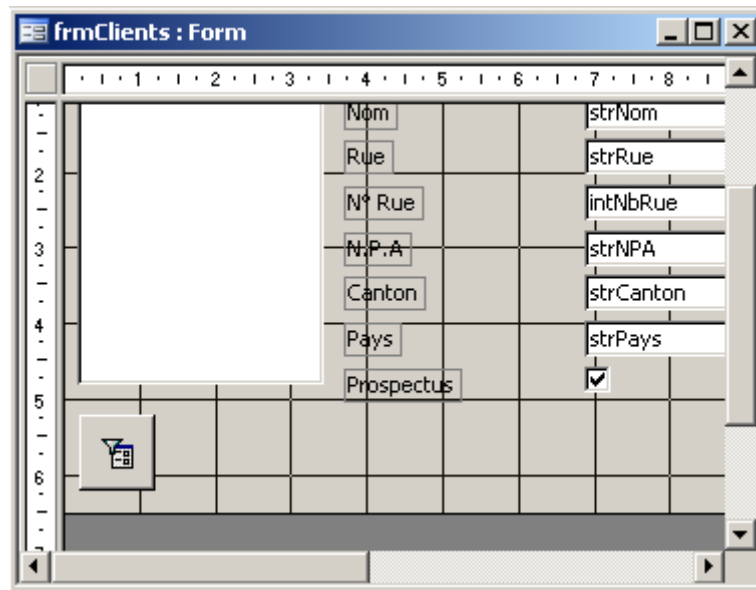 frmClients : Form
1 2 3 4 5 6 7 8
Nom strNom
Rue strRue
2
N° Rue intNbRue
N.P.A strNPA
3
Canton strCanton
4
Pays strPays
Prospectus
5
6